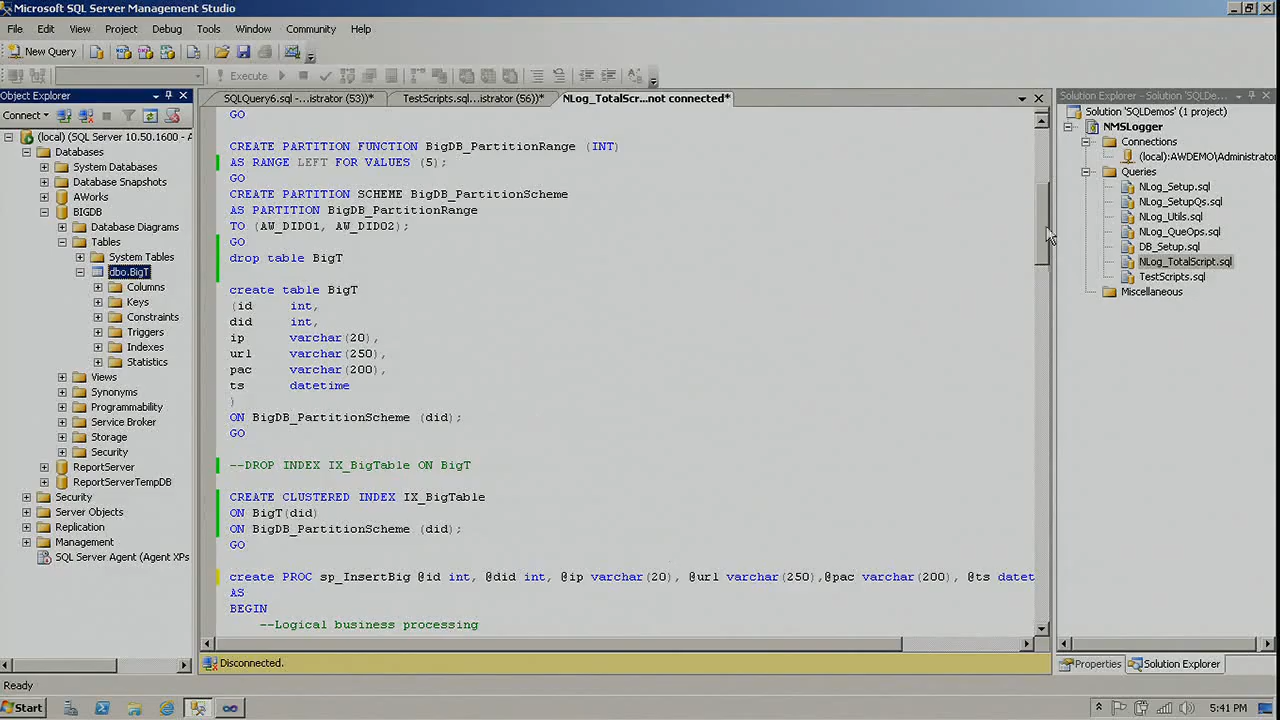 Microsoft SQL Server Management Studio
File Edit View Project Debug Tools Window Community Help
New Query
Execute
Object Explorer
Connect
(local) (SQL Server 10.50.1600 - A
Databases
System Databases
Database Snapshots
AWorks
BIGDB
Database Diagrams
Tables
System Tables
dbo.BigT
Columns
Keys
Constraints
Triggers
Indexes
Statistics
Views
Synonyms
Programmability
Service Broker
Storage
Security
ReportServer
ReportServerTempDB
Security
Server Objects
Replication
Management
SQL Server Agent (Agent XPs
SQLQuery6.sql -...istrator (53))* TestScripts.sql...istrator (56))* NLog_TotalScr...not connected*
GO
CREATE PARTITION FUNCTION BigDB_PartitionRange (INT)
AS RANGE LEFT FOR VALUES (5);
GO
CREATE PARTITION SCHEME BigDB_PartitionScheme
AS PARTITION BigDB_PartitionRange
TO (AW_DID01, AW_DID02);
GO
drop table BigT
create table BigT
(id int,
did int,
ip varchar(20),
url varchar(250),
pac varchar(200),
ts datetime
)
ON BigDB_PartitionScheme (did);
GO
--DROP INDEX IX_BigTable ON BigT
CREATE CLUSTERED INDEX IX_BigTable
ON BigT(did)
ON BigDB_PartitionScheme (did);
GO
create PROC sp_InsertBig @id int, @did int, @ip varchar(20), @url varchar(250),@pac varchar(200), @ts datet
AS
BEGIN
--Logical business processing
Disconnected.
Solution Explorer - Solution 'SQLDe...
Solution 'SQLDemos' (1 project)
NMSLogger
Connections
(local):AWDEMO\Administrator
Queries
NLog_Setup.sql
NLog_SetupQs.sql
NLog_Utils.sql
NLog_QueOps.sql
DB_Setup.sql
NLog_TotalScript.sql
TestScripts.sql
Miscellaneous
Properties Solution Explorer
Ready
Start
5:41 PM